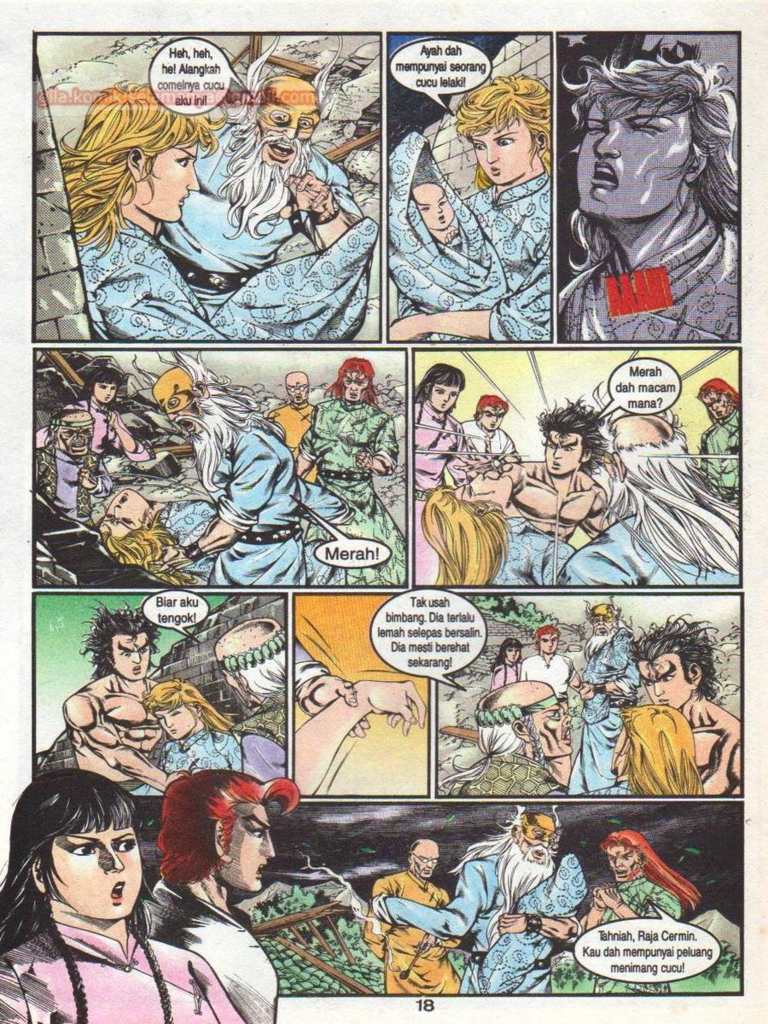 Heh, heh,
he! Alangkah
comelnya cucu
aku ini!
Ayah dah
mempunyai seorang
cucu lelaki!
Merah!
Merah
dah macam
mana?
Biar aku
tengok!
Tak usah
bimbang. Dia terlalu
lemah selepas bersalin.
Dia mesti berehat
sekarang!
Tahniah, Raja Cermin.
Kau dah mempunyai peluang
menimang cucu!
18